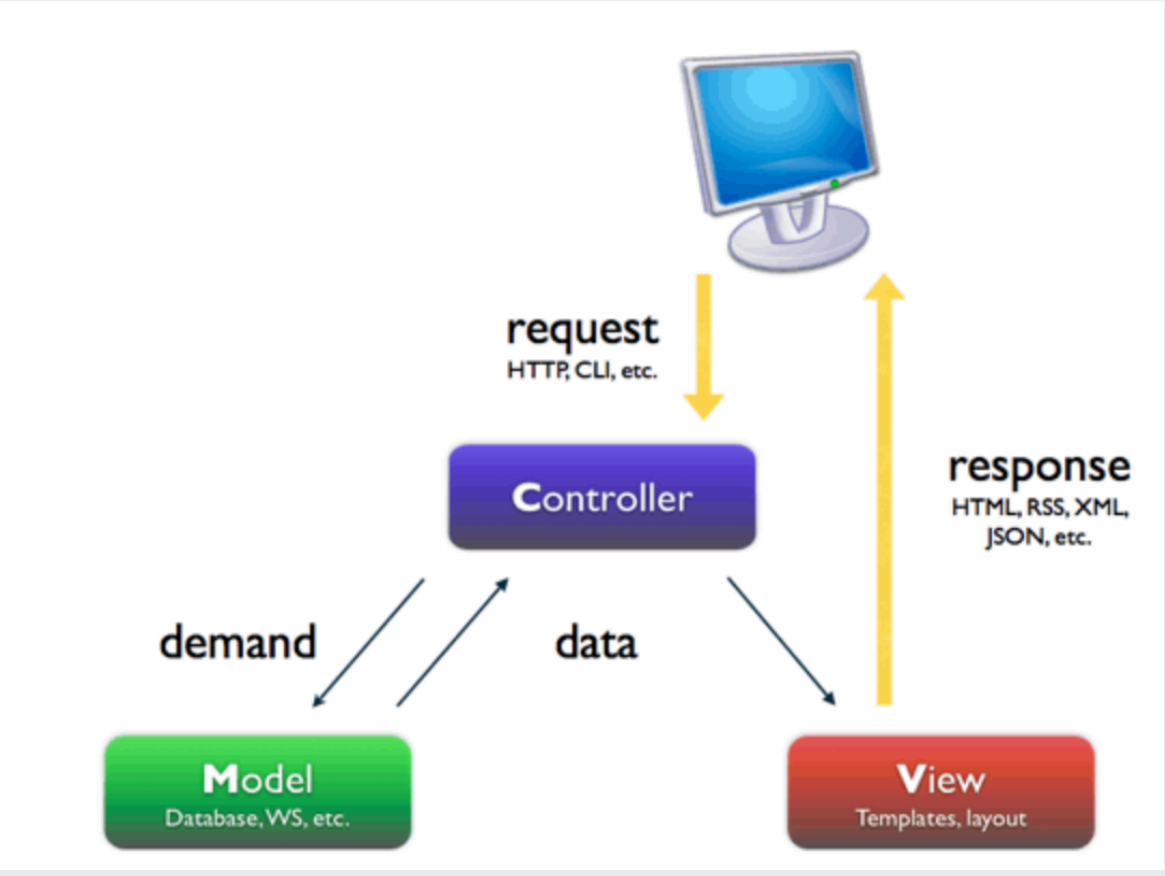 request
HTTP, CLI, etc.
Controller
response
HTML, RSS, XML,
JSON, etc.
demand
data
Model
Database, WS, etc.
View
Templates, layout